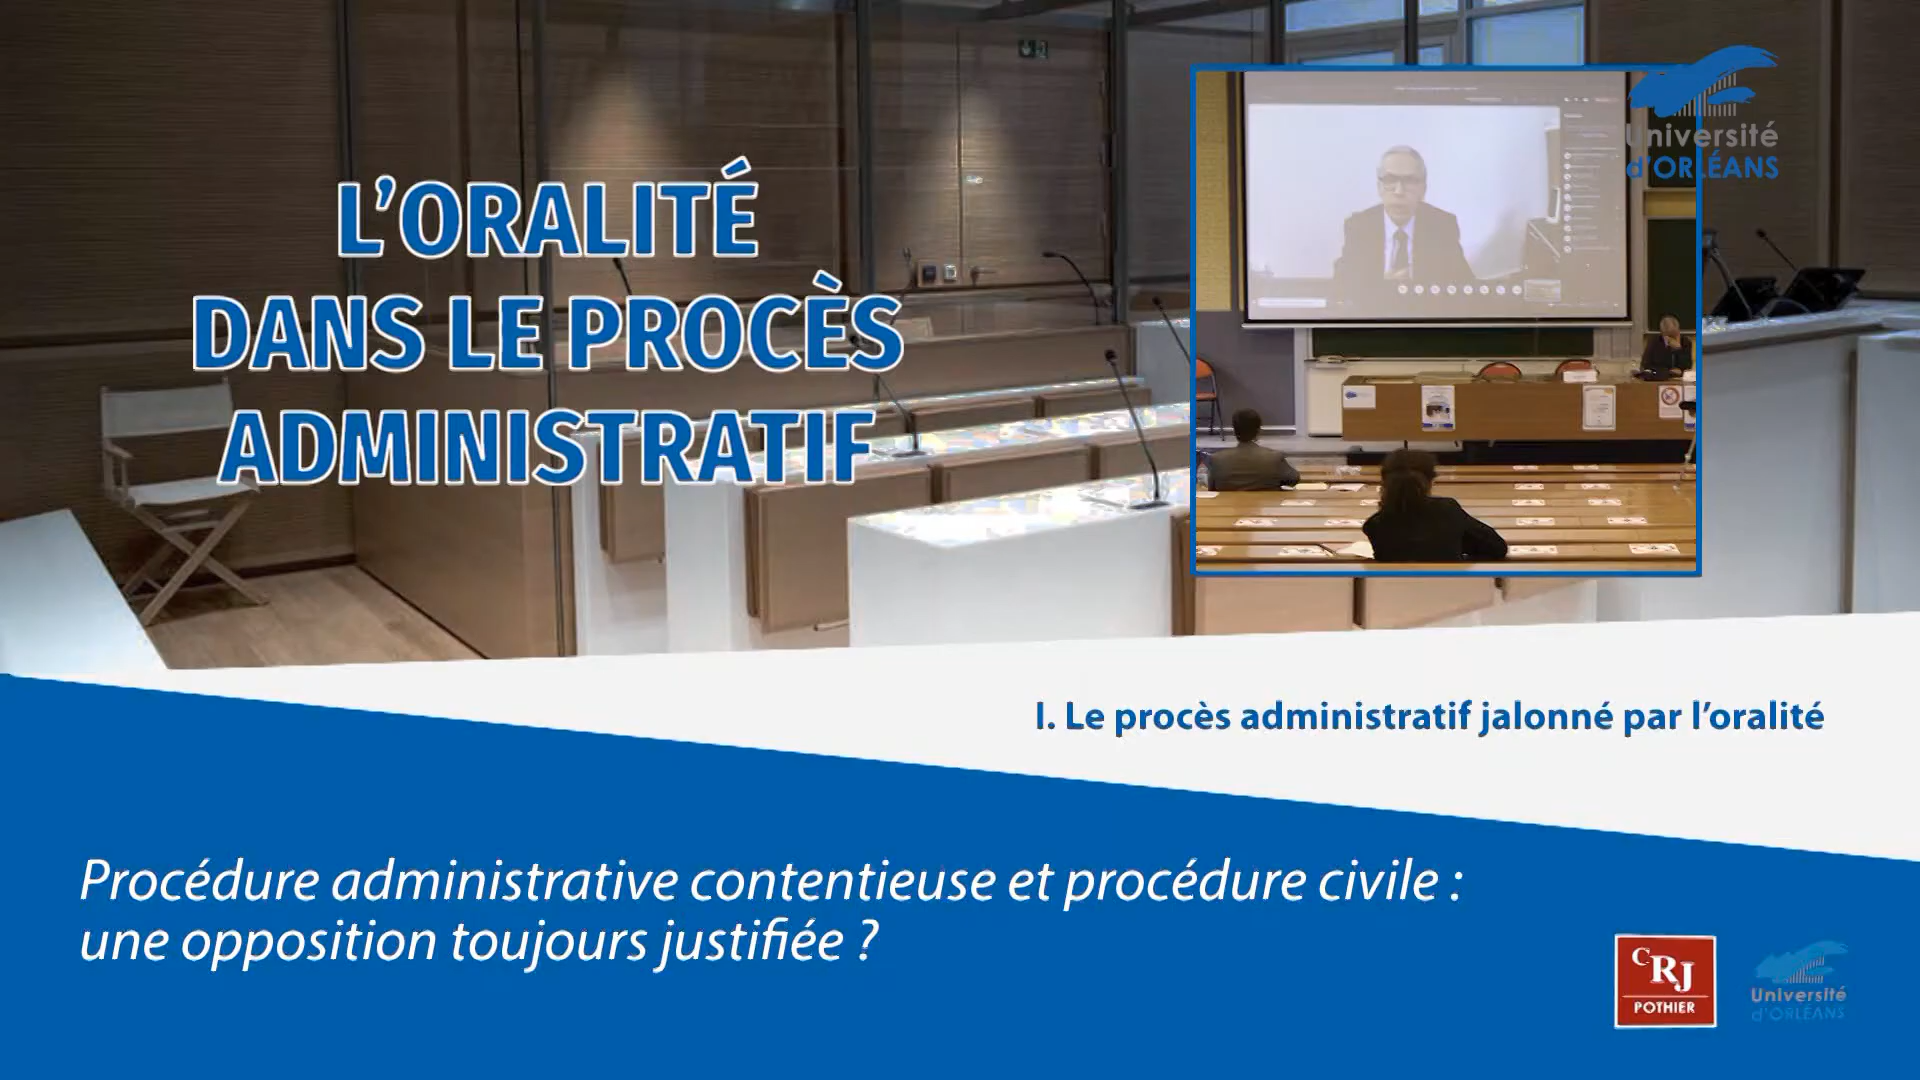 L’ORALITÉ
DANS LE PROCÈS
ADMINISTRATIF
Université
d’ORLÉANS
I. Le procès administratif jalonné par l’oralité
Procédure administrative contentieuse et procédure civile :
une opposition toujours justifiée ?
CRJ
POTHIER
Université
d’ORLÉANS